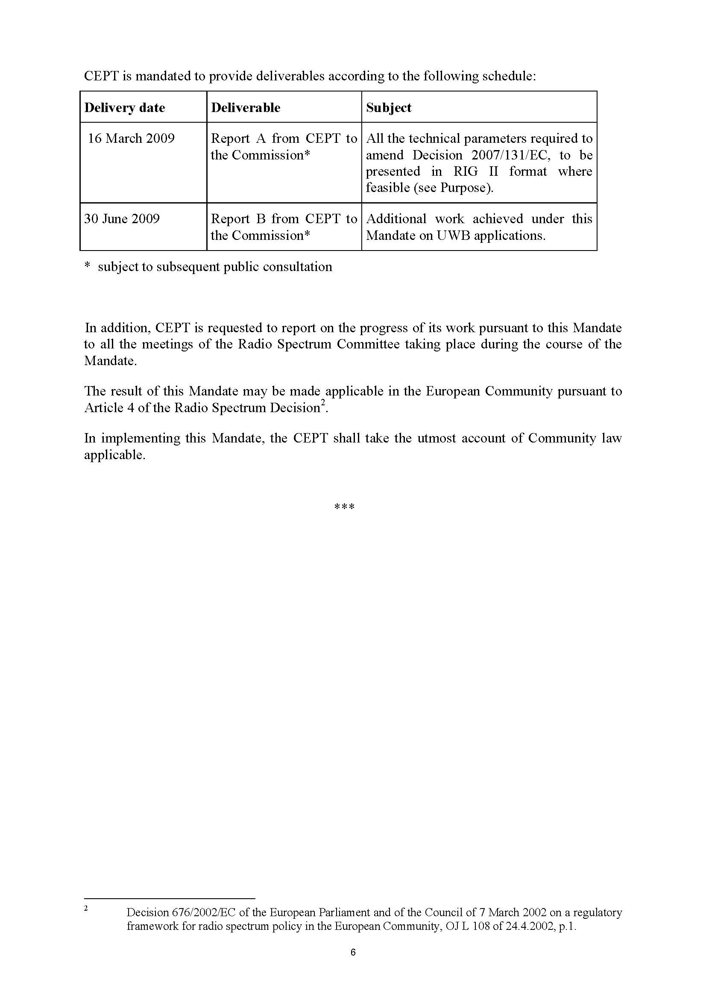 CEPT is mandated to provide deliverables according to the following schedule:
Delivery date Deliverable Subject
16 March 2009
Report A from CEPT to
the Commission*
All the technical parameters required to
amend Decision 2007/131/EC, to be
presented in RIG II format where
feasible (see Purpose).
30 June 2009
Report B from CEPT to
the Commission*
Additional work achieved under this
Mandate on UWB applications.
* subject to subsequent public consultation
In addition, CEPT is requested to report on the progress of its work pursuant to this Mandate
to all the meetings of the Radio Spectrum Committee taking place during the course of the
Mandate.
The result of this Mandate may be made applicable in the European Community pursuant to
Article 4 of the Radio Spectrum Decision2.
In implementing this Mandate, the CEPT shall take the utmost account of Community law
applicable.
***
2 Decision 676/2002/EC of the European Parliament and of the Council of 7 March 2002 on a regulatory
framework for radio spectrum policy in the European Community, OJ L 108 of 24.4.2002, p.1.
6